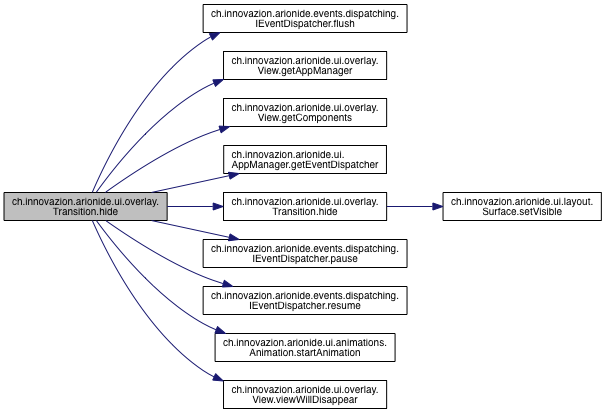 ch.innovazion.arionide.events.dispatching.
IEventDispatcher.flush
ch.innovazion.arionide.ui.overlay.
View.getAppManager
ch.innovazion.arionide.ui.overlay.
View.getComponents
ch.innovazion.arionide.ui.
AppManager.getEventDispatcher
ch.innovazion.arionide.ui.overlay.
Transition.hide
ch.innovazion.arionide.ui.overlay.
Transition.hide
ch.innovazion.arionide.ui.layout.
Surface.setVisible
ch.innovazion.arionide.events.dispatching.
IEventDispatcher.pause
ch.innovazion.arionide.events.dispatching.
IEventDispatcher.resume
ch.innovazion.arionide.ui.animations.
Animation.startAnimation
ch.innovazion.arionide.ui.overlay.
View.viewWillDisappear